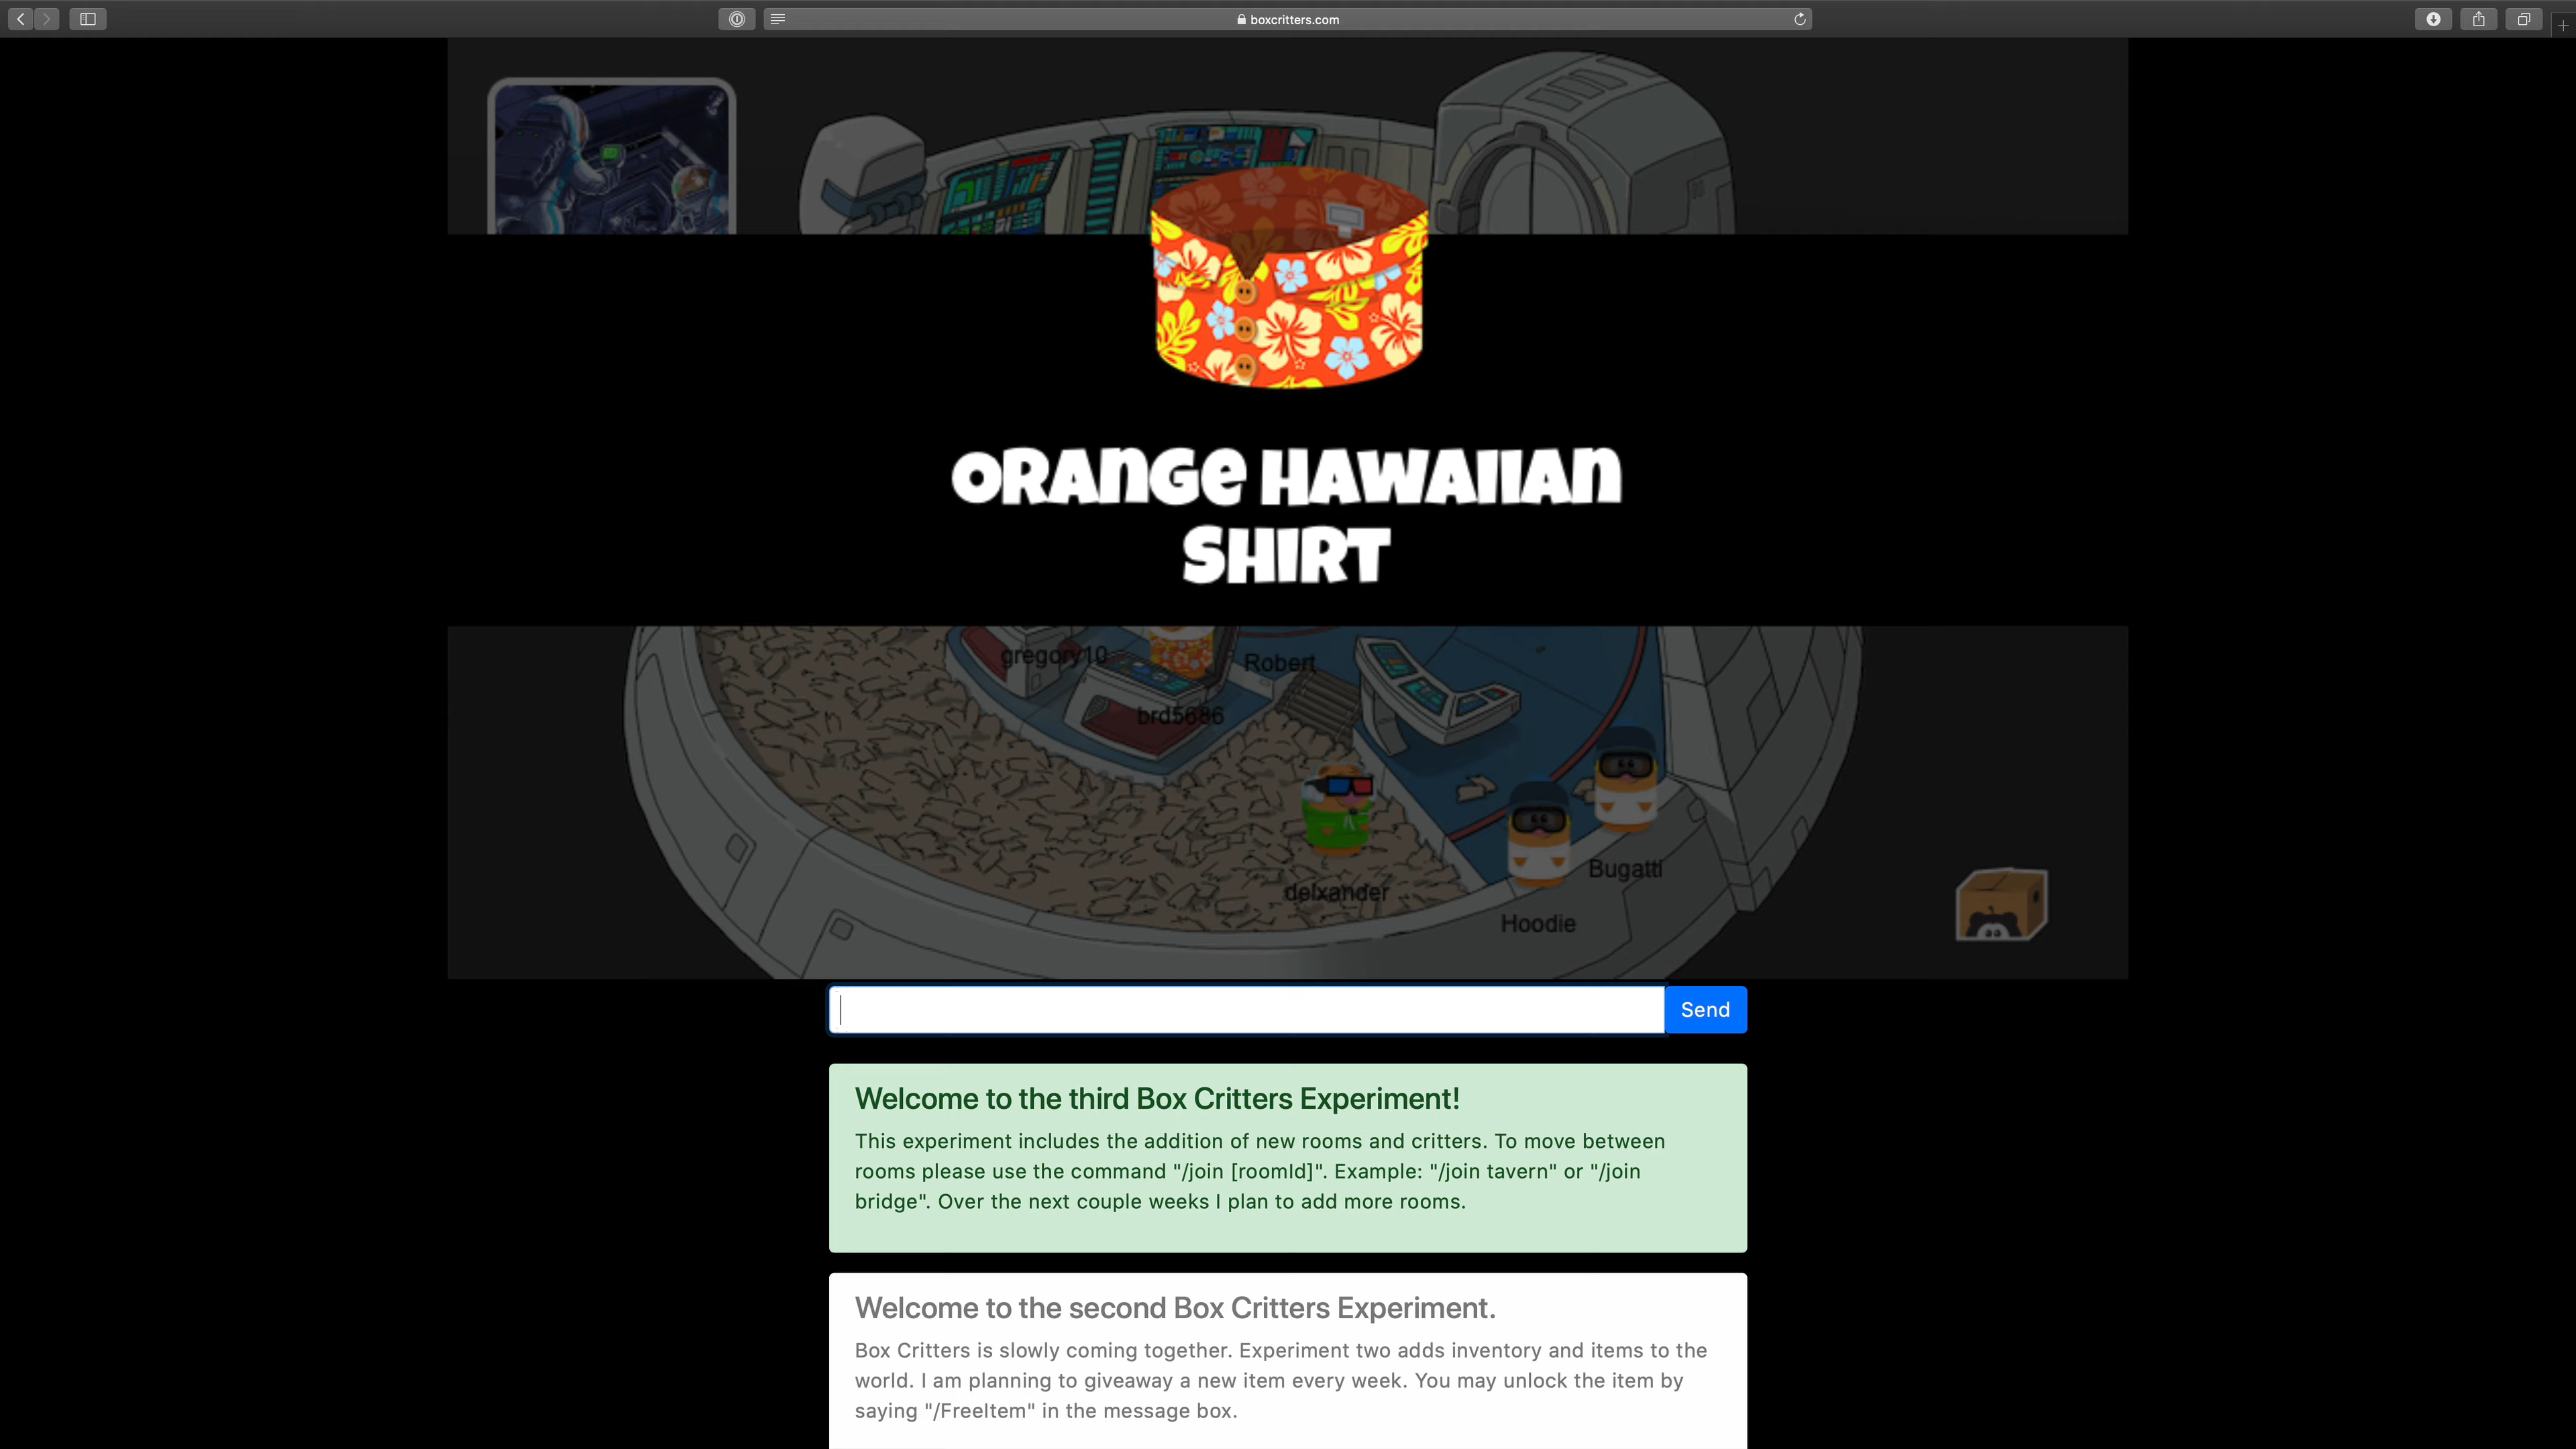 boxcritters.com
ORANGE HAWAIIAN
SHIRT
gregory10
Robert
brd5686
delxander
Bugatti
Hoodie
Send
Welcome to the third Box Critters Experiment!
This experiment includes the addition of new rooms and critters. To move between
rooms please use the command "/join [roomId]". Example: "/join tavern" or "/join
bridge". Over the next couple weeks I plan to add more rooms.
Welcome to the second Box Critters Experiment.
Box Critters is slowly coming together. Experiment two adds inventory and items to the
world. I am planning to giveaway a new item every week. You may unlock the item by
saying "/FreeItem" in the message box.